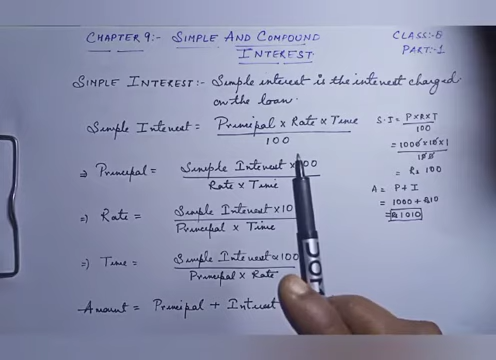 CHAPTER 9:- SIMPLE AND COMPOUND INTEREST
CLASS:-8
PART:-1
SIMPLE INTEREST:- Simple interest is the interest charged
on the loan.
Simple Interest = Principal × Rate × Time
100
⇒ Principal = Simple Interest × 100
Rate × Time
⇒ Rate = Simple Interest × 10
Principal × Time
⇒ Time = Simple Interest × 100
Principal × Rate
Amount = Principal + Interest
S.I = P×R×T
100
= 1000 × 10 × 1
100
= Rs 100
A = P + I
= 1000 + 10
= Rs 1010